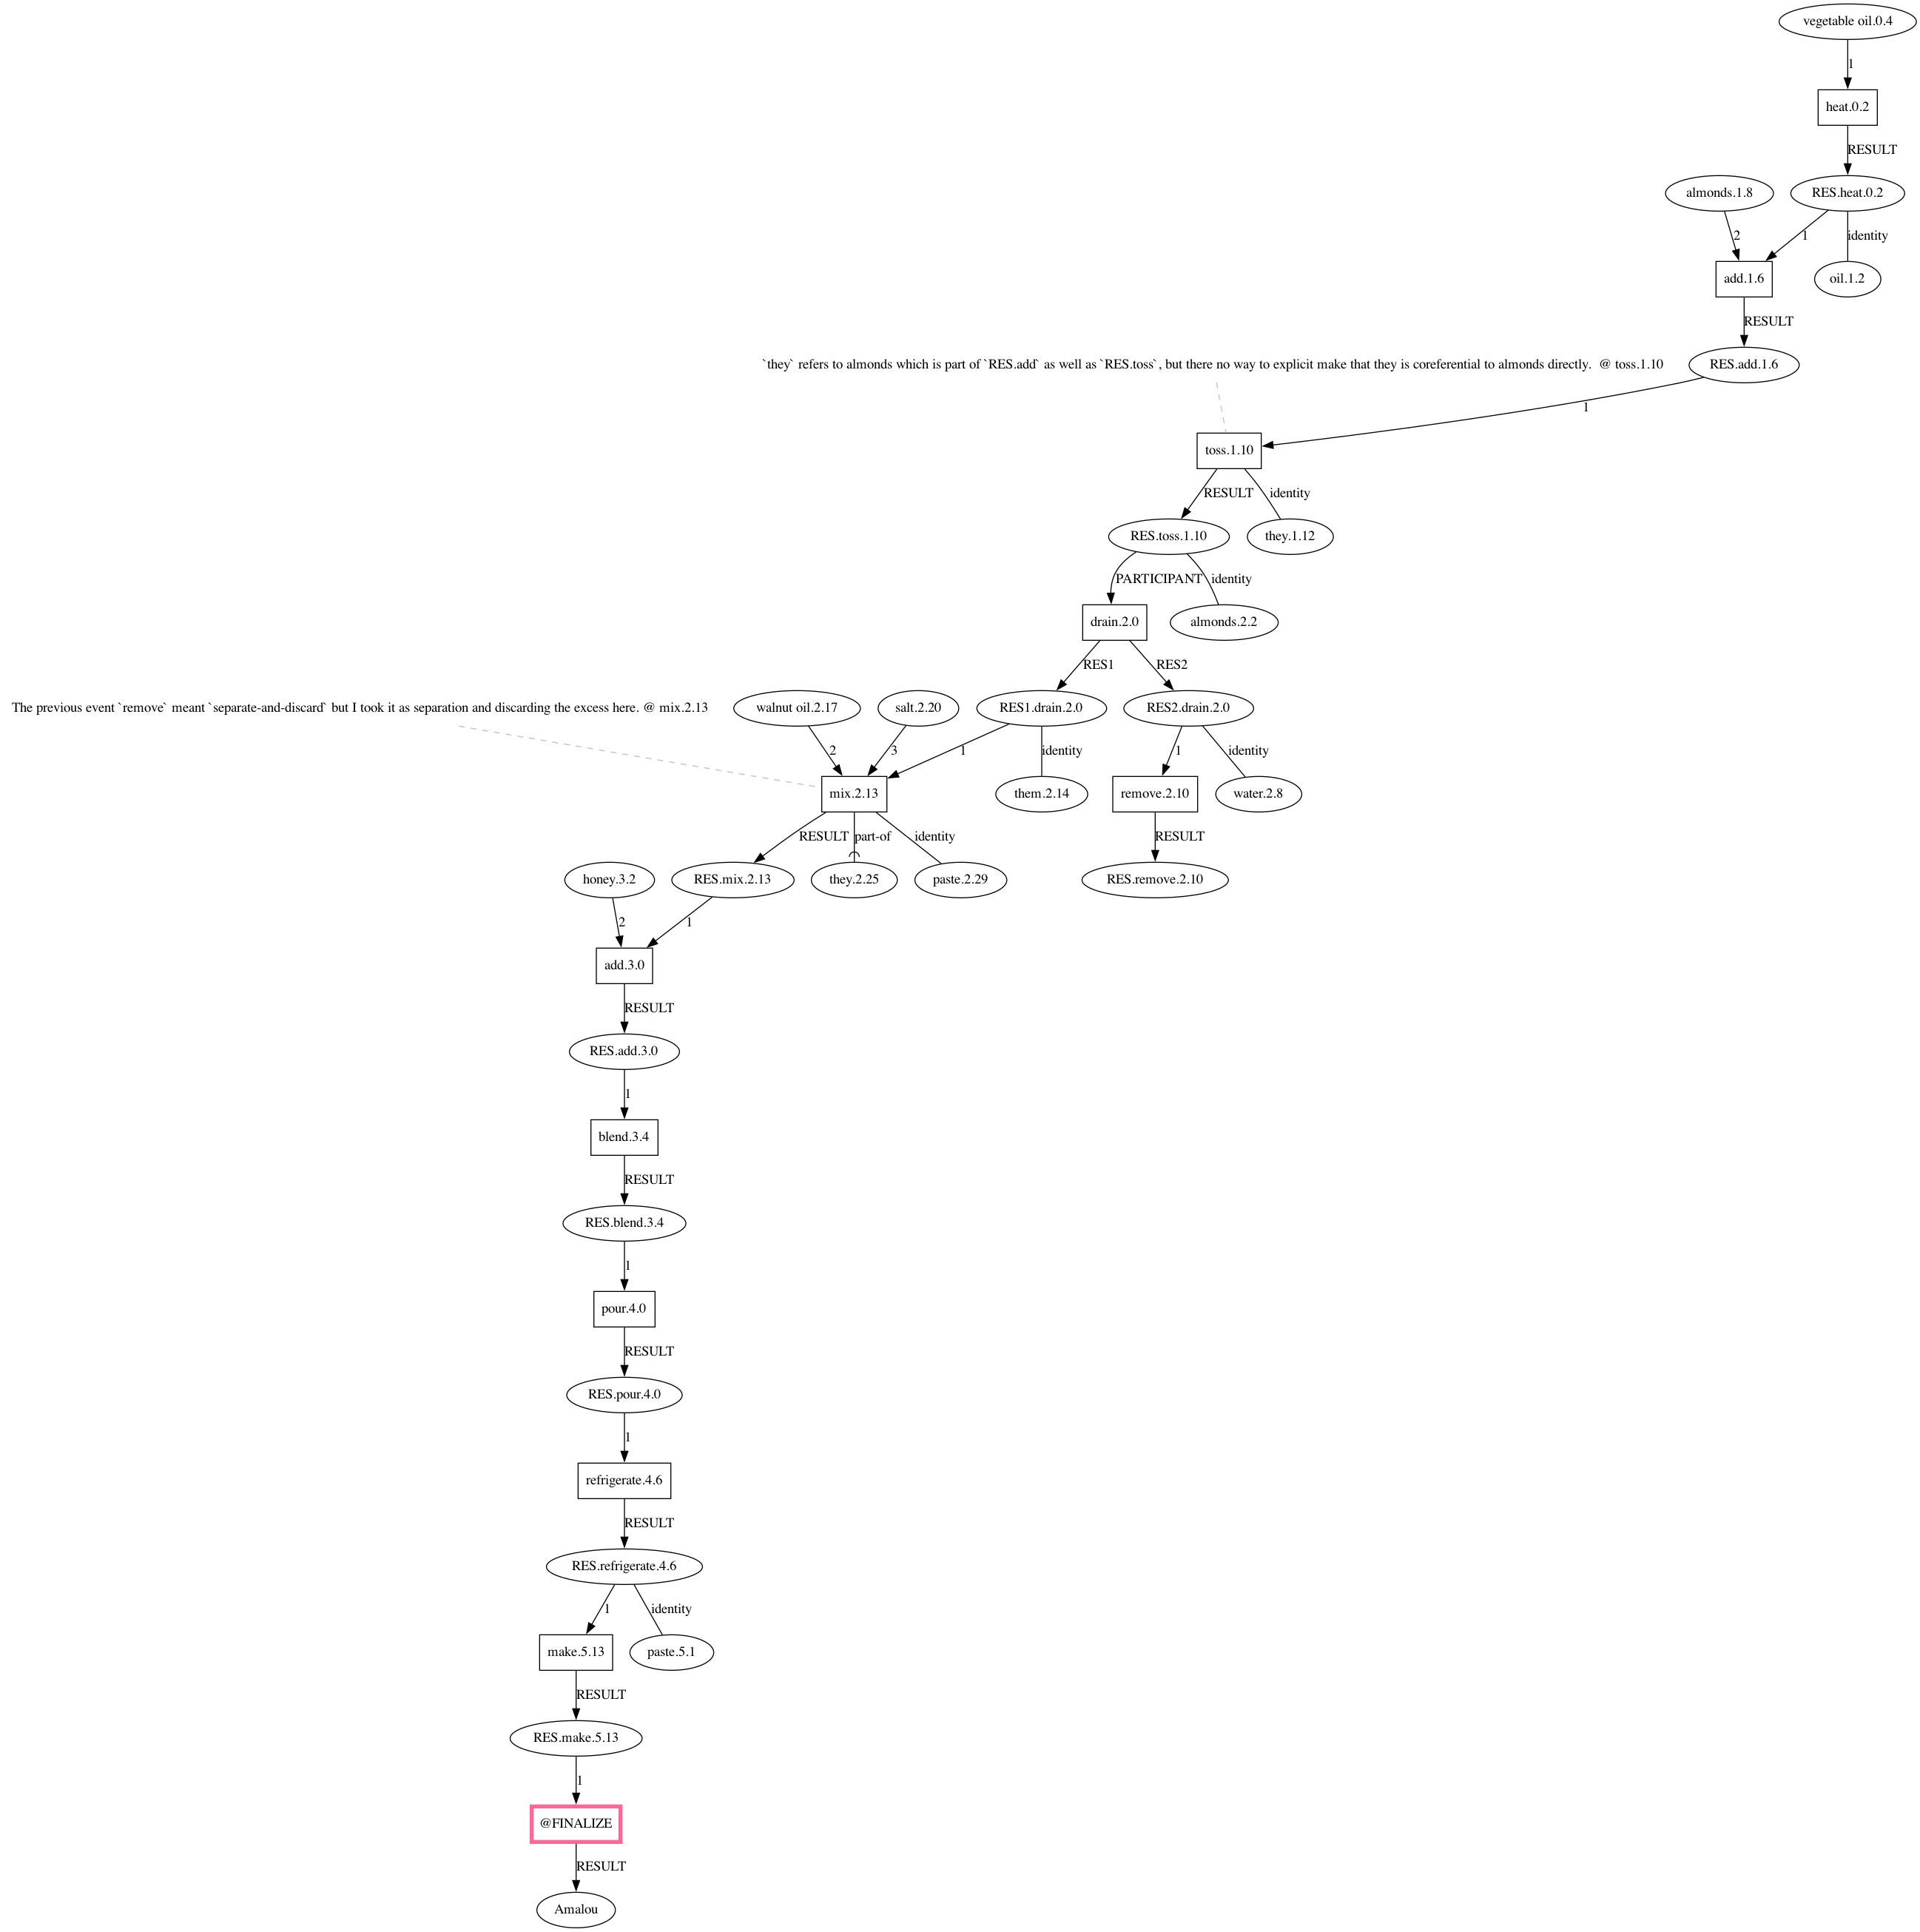 vegetable oil.0.4
1
heat.0.2
RESULT
almonds.1.8
RES.heat.0.2
2
1
identity
add.1.6
oil.1.2
RESULT
`they` refers to almonds which is part of `RES.add` as well as `RES.toss`, but there no way to explicit make that they is coreferential to almonds directly.  @ toss.1.10
RES.add.1.6
1
toss.1.10
RESULT
identity
RES.toss.1.10
they.1.12
PARTICIPANT
identity
drain.2.0
almonds.2.2
RES1
RES2
The previous event `remove` meant `separate-and-discard` but I took it as separation and discarding the excess here. @ mix.2.13
walnut oil.2.17
salt.2.20
RES1.drain.2.0
RES2.drain.2.0
2
3
1
identity
1
identity
mix.2.13
them.2.14
remove.2.10
water.2.8
RESULT
part-of
identity
RESULT
honey.3.2
RES.mix.2.13
they.2.25
paste.2.29
RES.remove.2.10
2
1
add.3.0
RESULT
RES.add.3.0
1
blend.3.4
RESULT
RES.blend.3.4
1
pour.4.0
RESULT
RES.pour.4.0
1
refrigerate.4.6
RESULT
RES.refrigerate.4.6
1
identity
make.5.13
paste.5.1
RESULT
RES.make.5.13
1
@FINALIZE
RESULT
Amalou